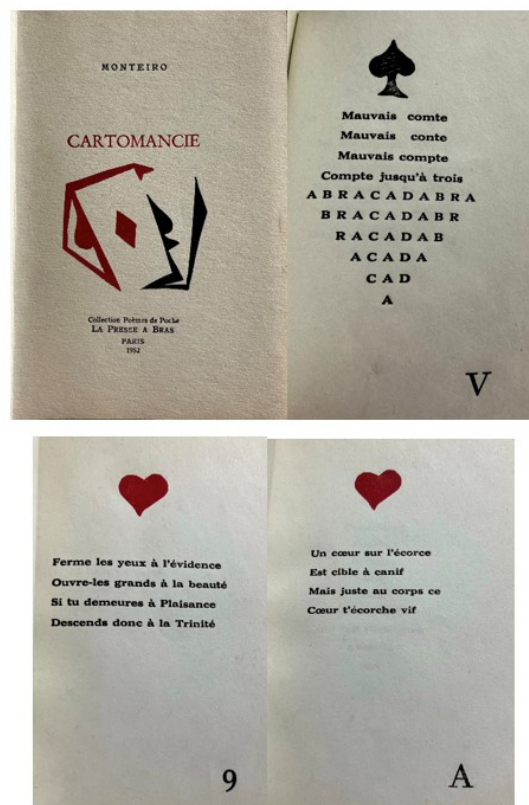 MONTEIRO
CARTOMANCIE
Collection Poèmes de Poche
LA PRESSE A BRAS
PARIS
1952
Mauvais comte
Mauvais conte
Mauvais compte
Compte jusqu'à trois
ABRACADABRA
BRACADABR
RACADAB
ACADA
CAD
A
V
Ferme les yeux à l'évidence
Ouvre-les grands à la beauté
Si tu demeures à Plaisance
Descends donc à la Trinité
9
Un cœur sur l'écorce
Est cible à canif
Mais juste au corps ce
Cœur t'écorche vif
A